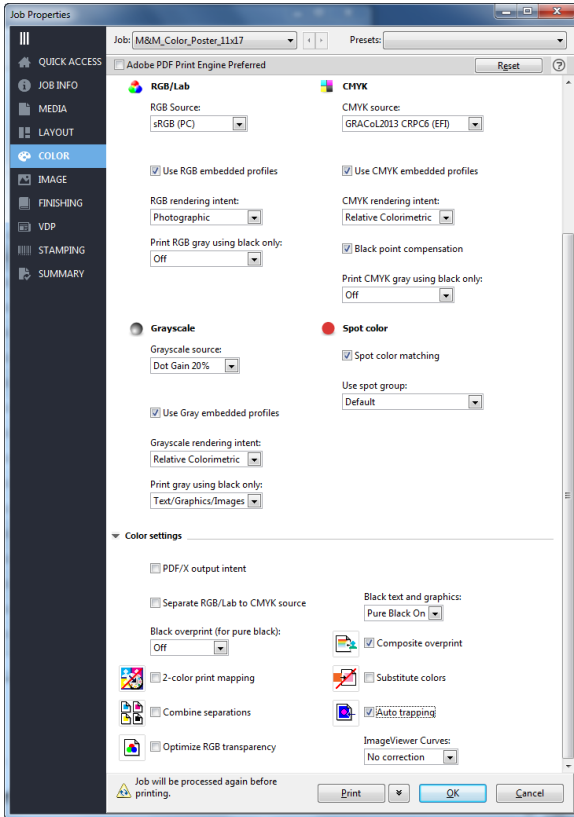 Job Properties
Job: M&M_Color_Poster_11x17 Presets:
QUICK ACCESS
JOB INFO
MEDIA
LAYOUT
COLOR
IMAGE
FINISHING
VDP
STAMPING
SUMMARY
Adobe PDF Print Engine Preferred Reset ?
RGB/Lab CMYK
RGB Source: CMYK source:
sRGB (PC) GRACoL2013 CRPC6 (EFI)
Use RGB embedded profiles Use CMYK embedded profiles
RGB rendering intent: CMYK rendering intent:
Photographic Relative Colorimetric
Print RGB gray using black only: Black point compensation
Off
Print CMYK gray using black only:
Off
Grayscale Spot color
Grayscale source: Spot color matching
Dot Gain 20%
Use spot group:
Default
Use Gray embedded profiles
Grayscale rendering intent:
Relative Colorimetric
Print gray using black only:
Text/Graphics/Images
Color settings
PDF/X output intent
Black text and graphics:
Separate RGB/Lab to CMYK source Pure Black On
Black overprint (for pure black):
Off Composite overprint
2-color print mapping Substitute colors
Combine separations Auto trapping
Optimize RGB transparency ImageViewer Curves:
No correction
Job will be processed again before
printing.
Print OK Cancel